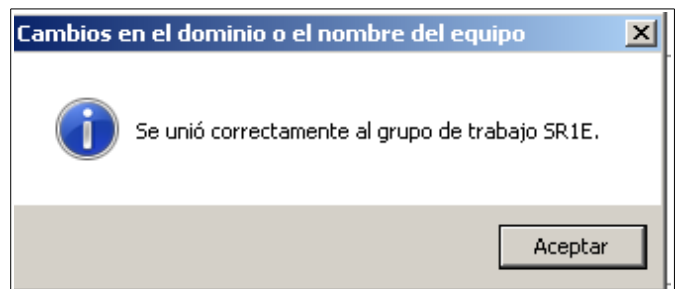 Cambios en el dominio o el nombre del equipo
Se unió correctamente al grupo de trabajo SR1E.
Aceptar